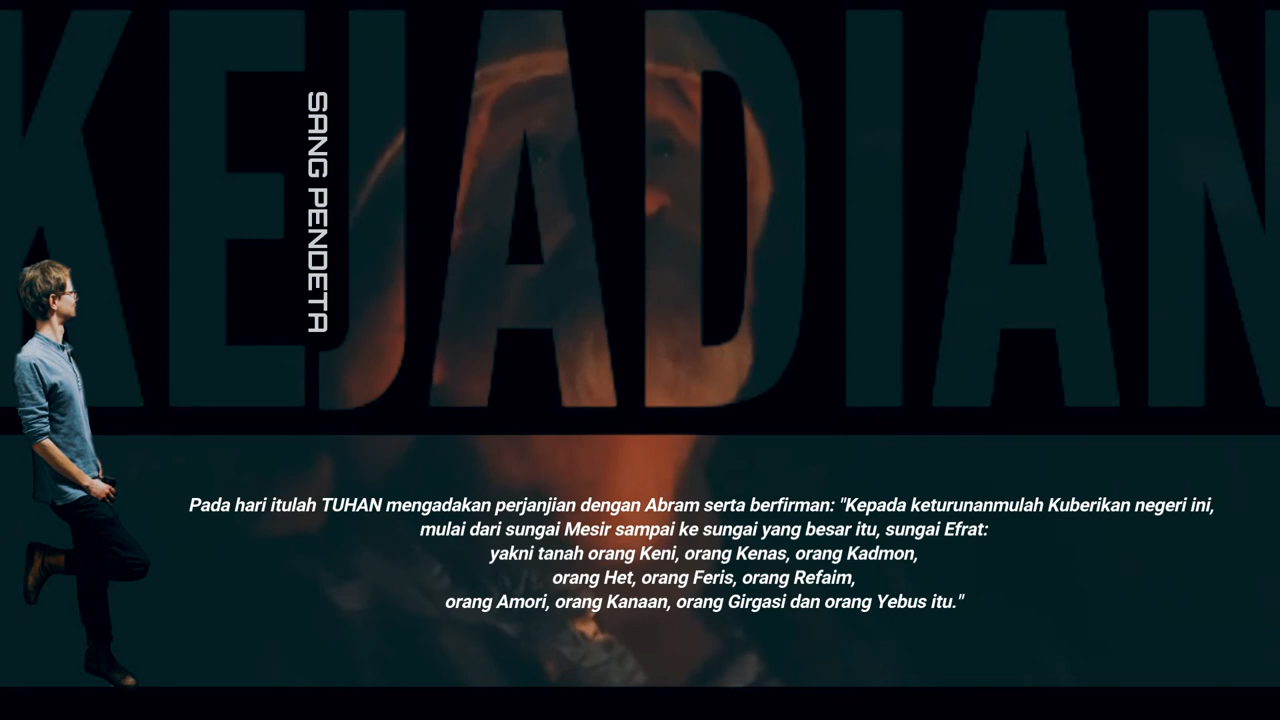 KEJADIAN
SANG PENDETA
Pada hari itulah TUHAN mengadakan perjanjian dengan Abram serta berfirman: "Kepada keturunanmulah Kuberikan negeri ini,
mulai dari sungai Mesir sampai ke sungai yang besar itu, sungai Efrat:
yakni tanah orang Keni, orang Kenas, orang Kadmon,
orang Het, orang Feris, orang Refaim,
orang Amori, orang Kanaan, orang Girgasi dan orang Yebus itu."